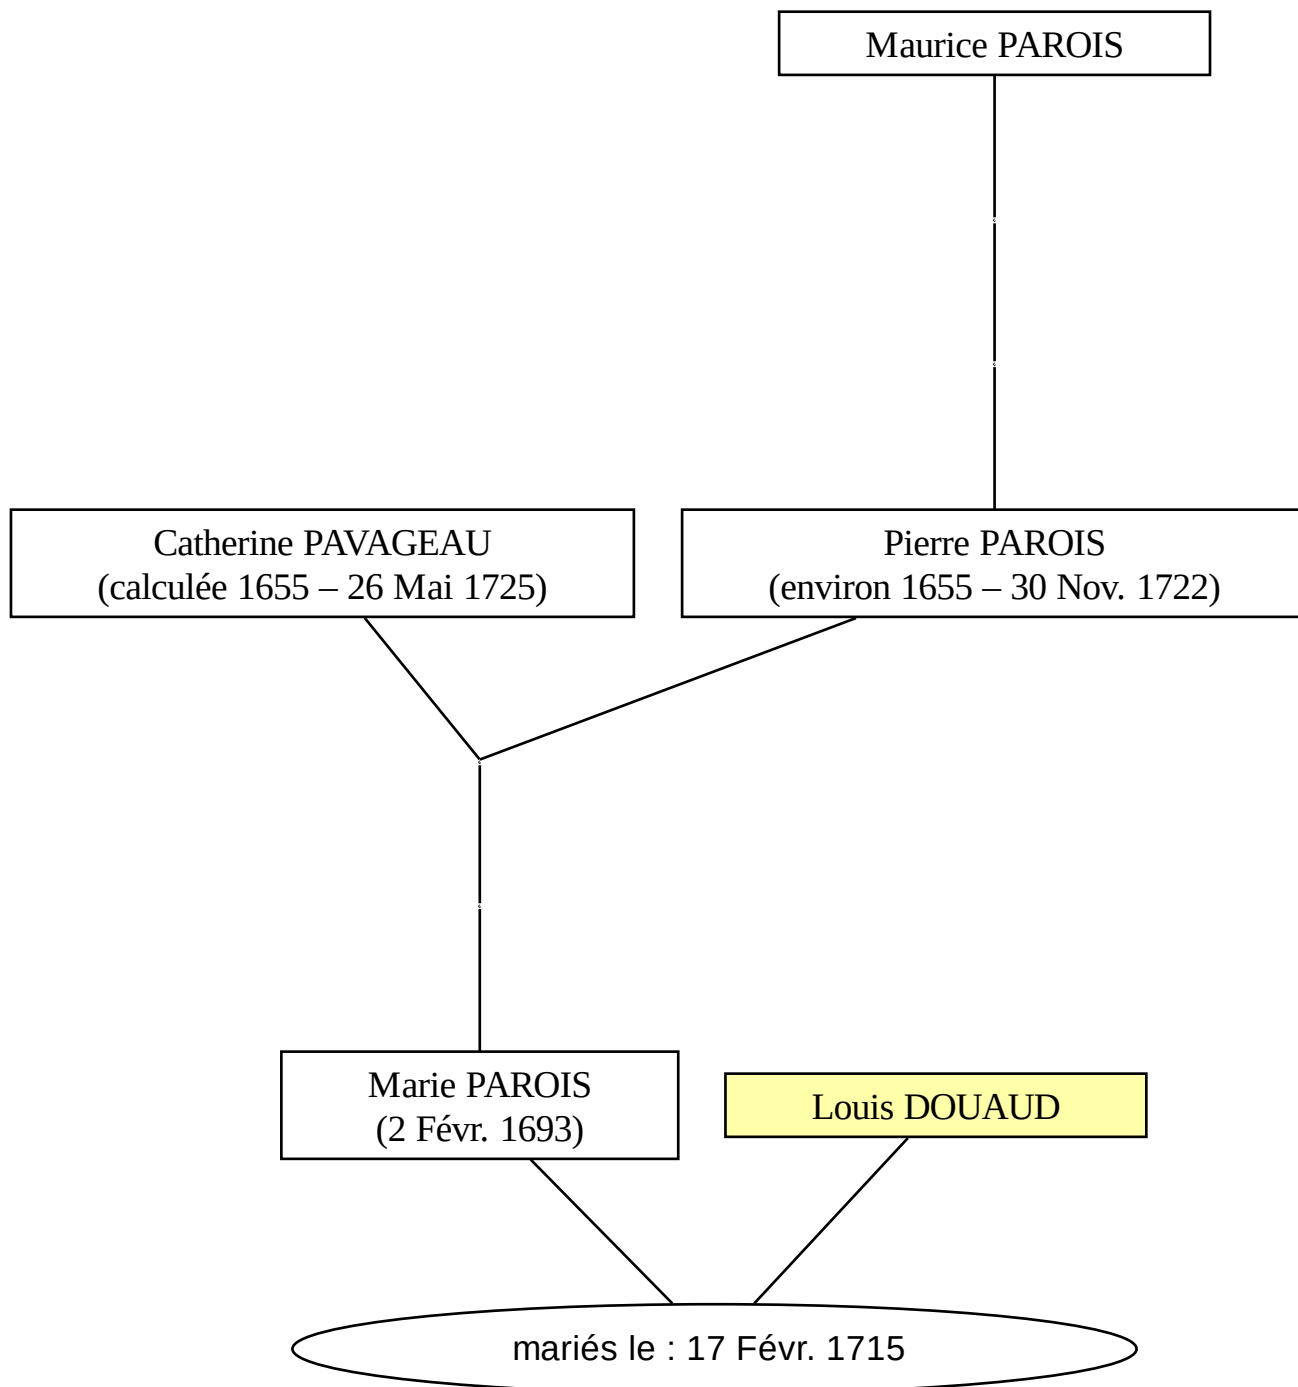 Maurice PAROIS
Catherine PAVAGEAU
(calculée 1655 – 26 Mai 1725)
Pierre PAROIS
(environ 1655 – 30 Nov. 1722)
Marie PAROIS
(2 Févr. 1693)
Louis DOUAUD
mariés le : 17 Févr. 1715